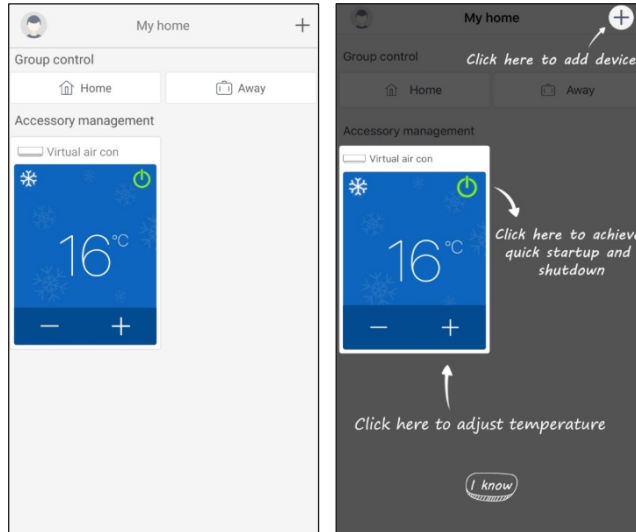 My home
+
Group control
Home
Away
Accessory management
Virtual air con
16°C
− +
My home
+
Click here to add device
Group control
Home
Away
Accessory management
Virtual air con
16°C
− +
Click here to achieve
quick startup and
shutdown
Click here to adjust temperature
I know